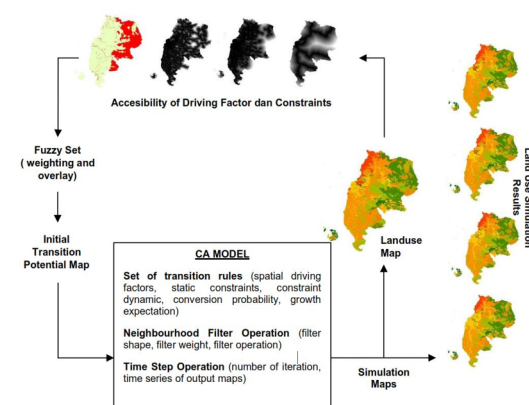 Accesibility of Driving Factor dan Constraints
Fuzzy Set
( weighting and
overlay)
Initial
Transition
Potential Map
CA MODEL
Set of transition rules (spatial driving
factors, static constraints, constraint
dynamic, conversion probability, growth
expectation)
Neighbourhood Filter Operation (filter
shape, filter weight, filter operation)
Time Step Operation (number of iteration,
time series of output maps)
Landuse
Map
Simulation
Maps
Land Use Simulation
Results